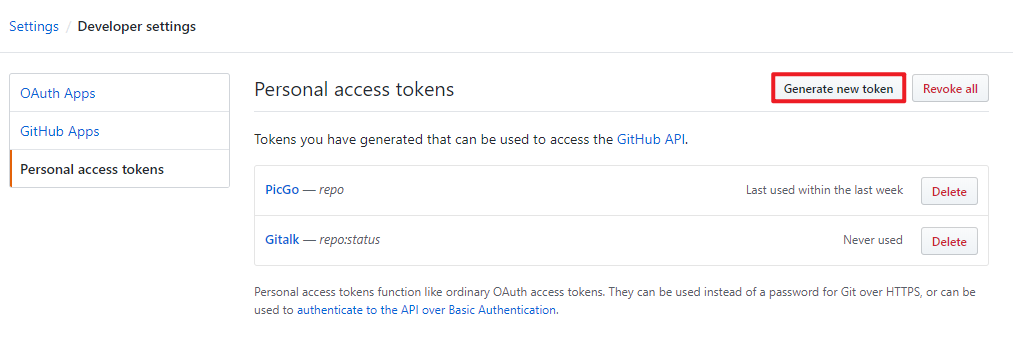 Settings / Developer settings
OAuth Apps
GitHub Apps
Personal access tokens
Personal access tokens
Generate new token
Revoke all
Tokens you have generated that can be used to access the GitHub API.
PicGo — repo
Last used within the last week
Delete
Gitalk — repo:status
Never used
Delete
Personal access tokens function like ordinary OAuth access tokens. They can be used instead of a password for Git over HTTPS, or can be
used to authenticate to the API over Basic Authentication.